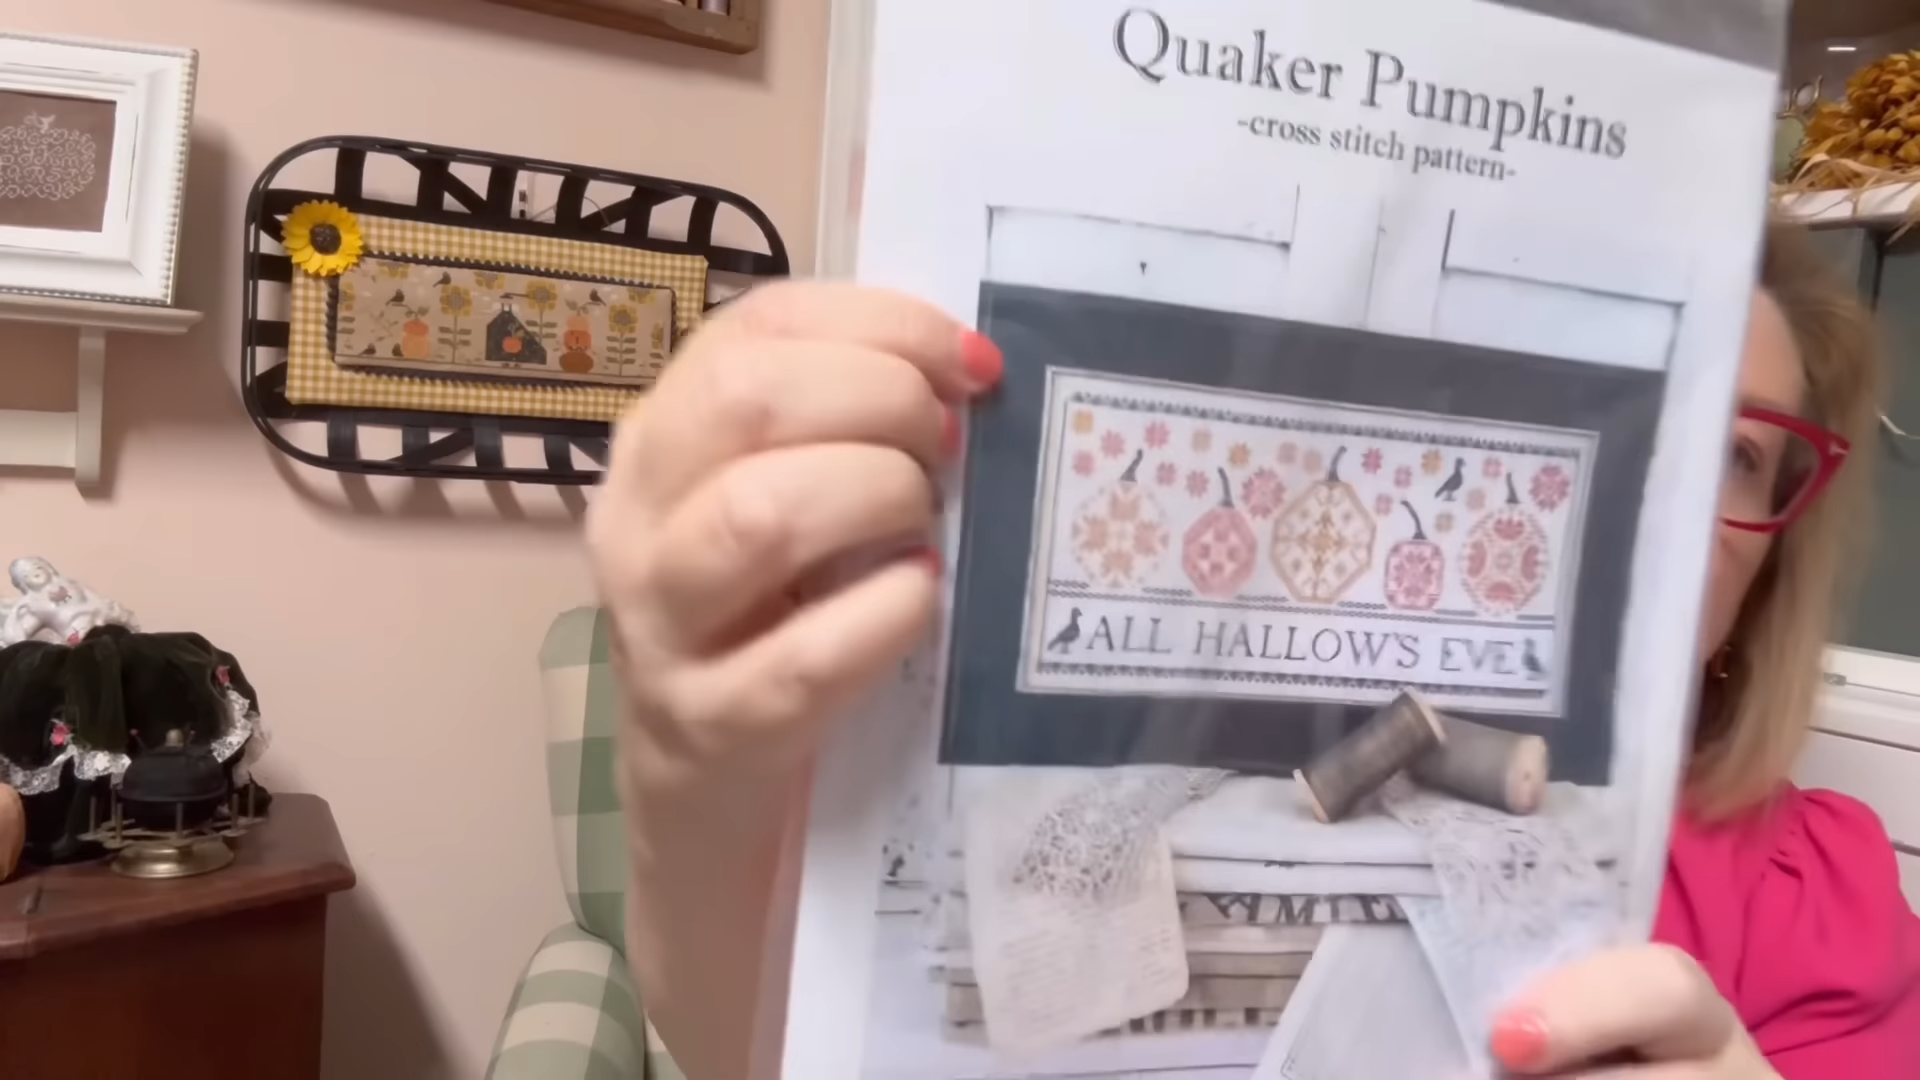 Quaker Pumpkins
-cross stitch pattern-
ALL HALLOW'S EVE